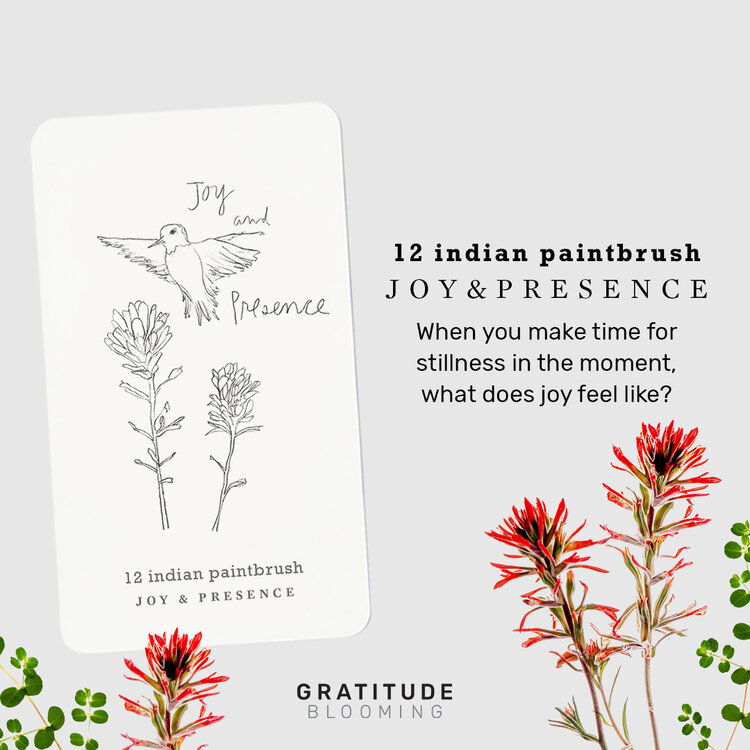 Joy
and
Presence
12 indian paintbrush
JOY & PRESENCE
12 indian paintbrush
JOY&PRESENCE
When you make time for
stillness in the moment,
what does joy feel like?
GRATITUDE
BLOOMING